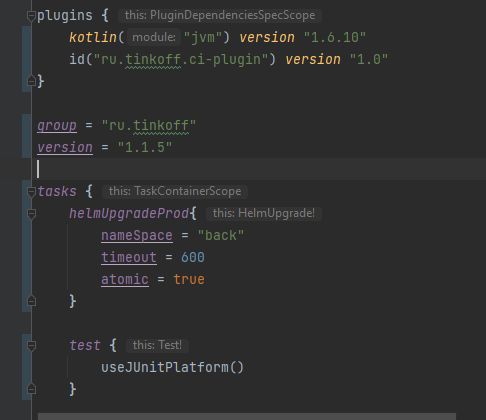 plugins { this: PluginDependenciesSpecScope
kotlin( module: "jvm") version "1.6.10"
id("ru.tinkoff.ci-plugin") version "1.0"
}
group = "ru.tinkoff"
version = "1.1.5"
tasks { this: TaskContainerScope
helmUpgradeProd{ this: HelmUpgrade!
nameSpace = "back"
timeout = 600
atomic = true
}
test { this: Test!
useJUnitPlatform()
}